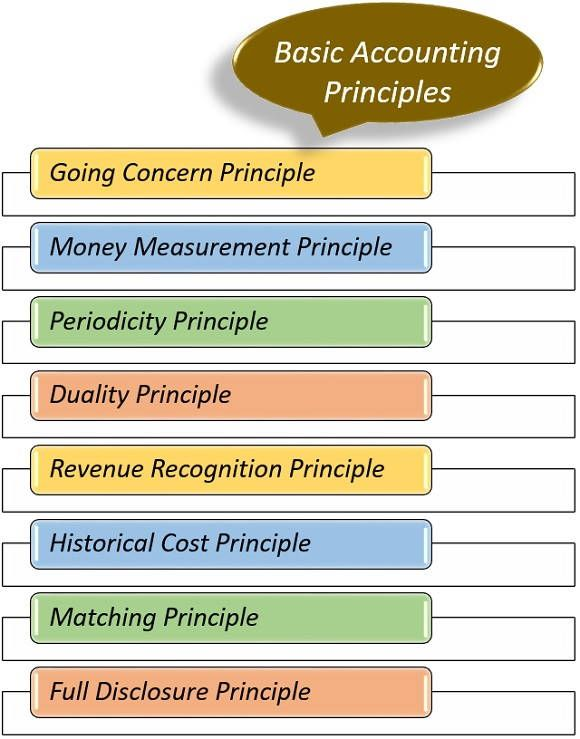 Basic Accounting
Principles
Going Concern Principle
Money Measurement Principle
Periodicity Principle
Duality Principle
Revenue Recognition Principle
Historical Cost Principle
Matching Principle
Full Disclosure Principle